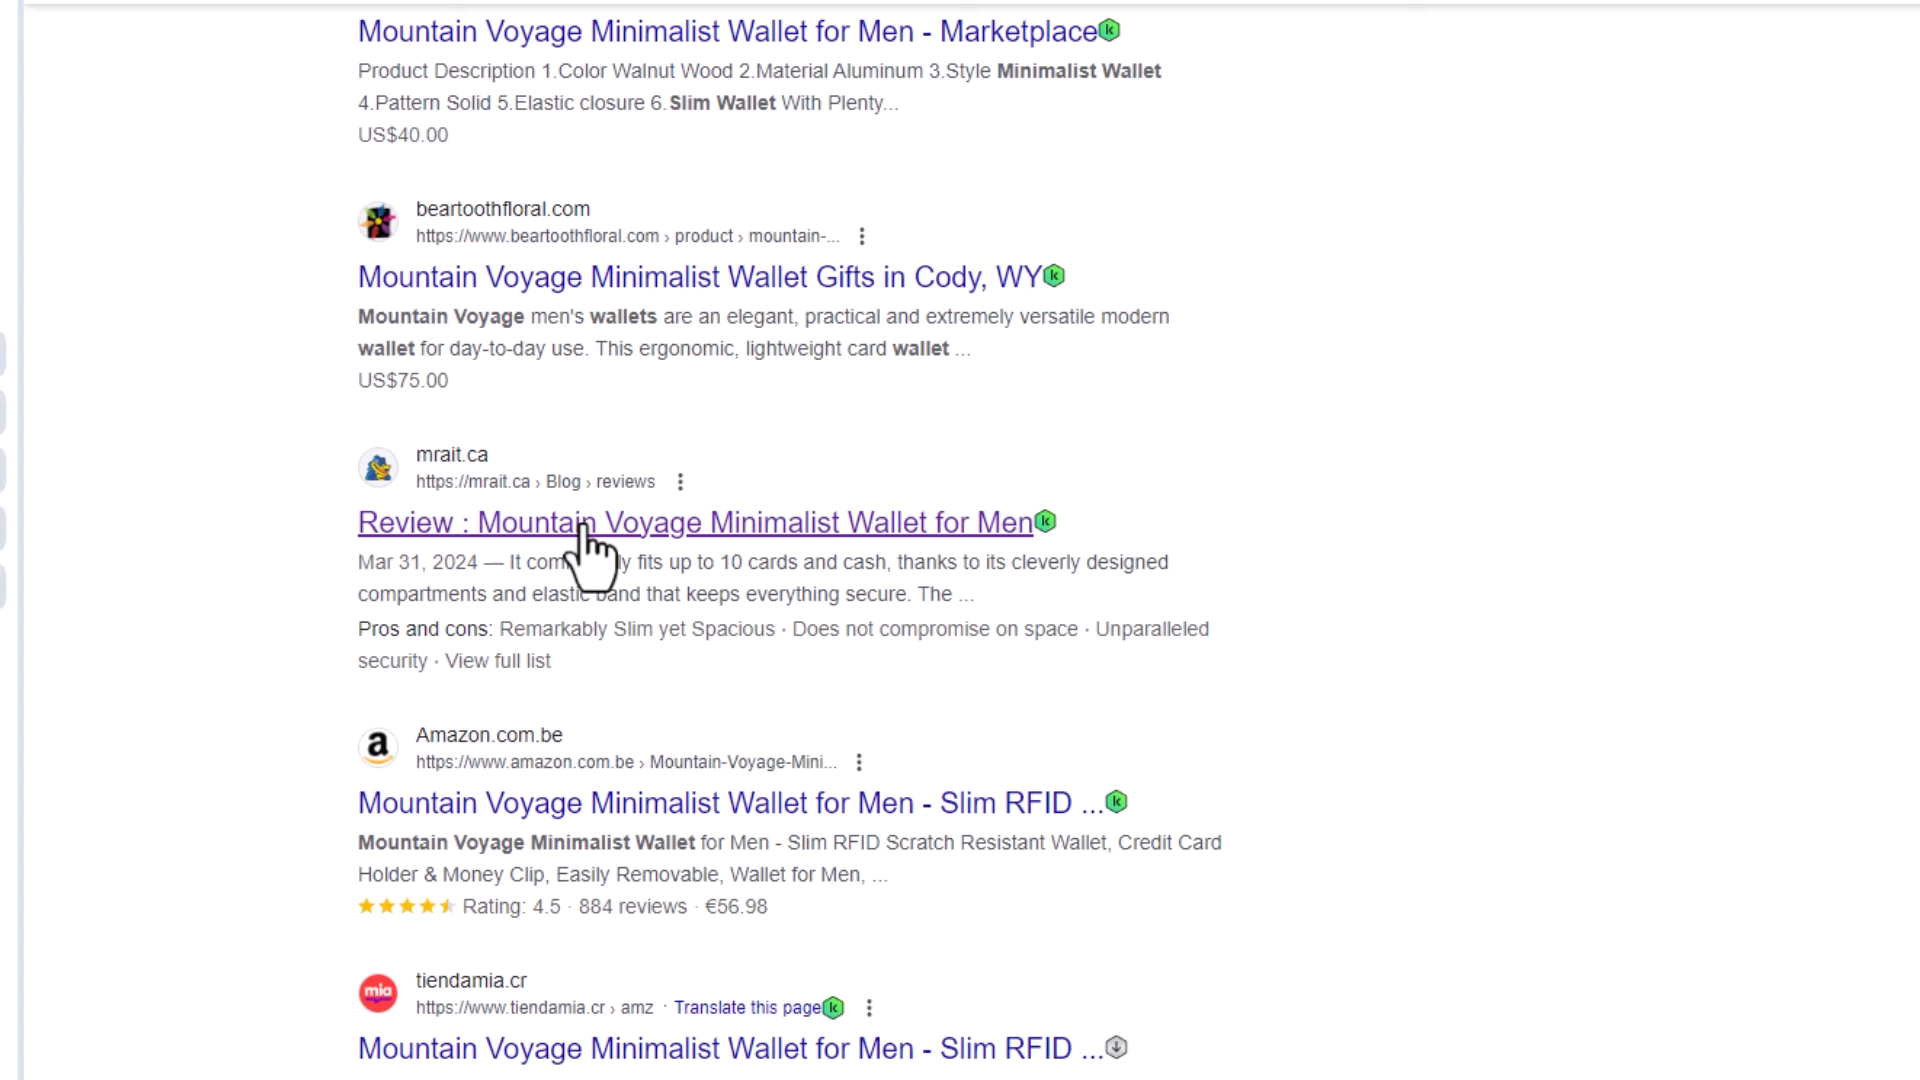 Mountain Voyage Minimalist Wallet for Men - Marketplace
Product Description 1.Color Walnut Wood 2.Material Aluminum 3.Style Minimalist Wallet
4.Pattern Solid 5.Elastic closure 6.Slim Wallet With Plenty...
US$40.00
beartoothfloral.com
https://www.beartoothfloral.com › product › mountain-...
Mountain Voyage Minimalist Wallet Gifts in Cody, WY
Mountain Voyage men's wallets are an elegant, practical and extremely versatile modern
wallet for day-to-day use. This ergonomic, lightweight card wallet ...
US$75.00
mrait.ca
https://mrait.ca › Blog › reviews
Review : Mountain Voyage Minimalist Wallet for Men
Mar 31, 2024 — It fits up to 10 cards and cash, thanks to its cleverly designed
compartments and elastic band that keeps everything secure. The ...
Pros and cons: Remarkably Slim yet Spacious · Does not compromise on space · Unparalleled
security · View full list
Amazon.com.be
https://www.amazon.com.be › Mountain-Voyage-Mini...
Mountain Voyage Minimalist Wallet for Men - Slim RFID ...
Mountain Voyage Minimalist Wallet for Men - Slim RFID Scratch Resistant Wallet, Credit Card
Holder & Money Clip, Easily Removable, Wallet for Men, ...
Rating: 4.5 · 884 reviews · €56.98
mia
tiendamia.cr
https://www.tiendamia.cr › amz · Translate this page
Mountain Voyage Minimalist Wallet for Men - Slim RFID ...